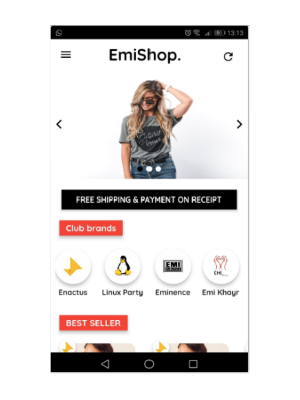 13:13
EmiShop.
FREE SHIPPING & PAYMENT ON RECEIPT
Club brands
EMI
Enactus
Linux Party
Eminence
Emi Khayr
BEST SELLER